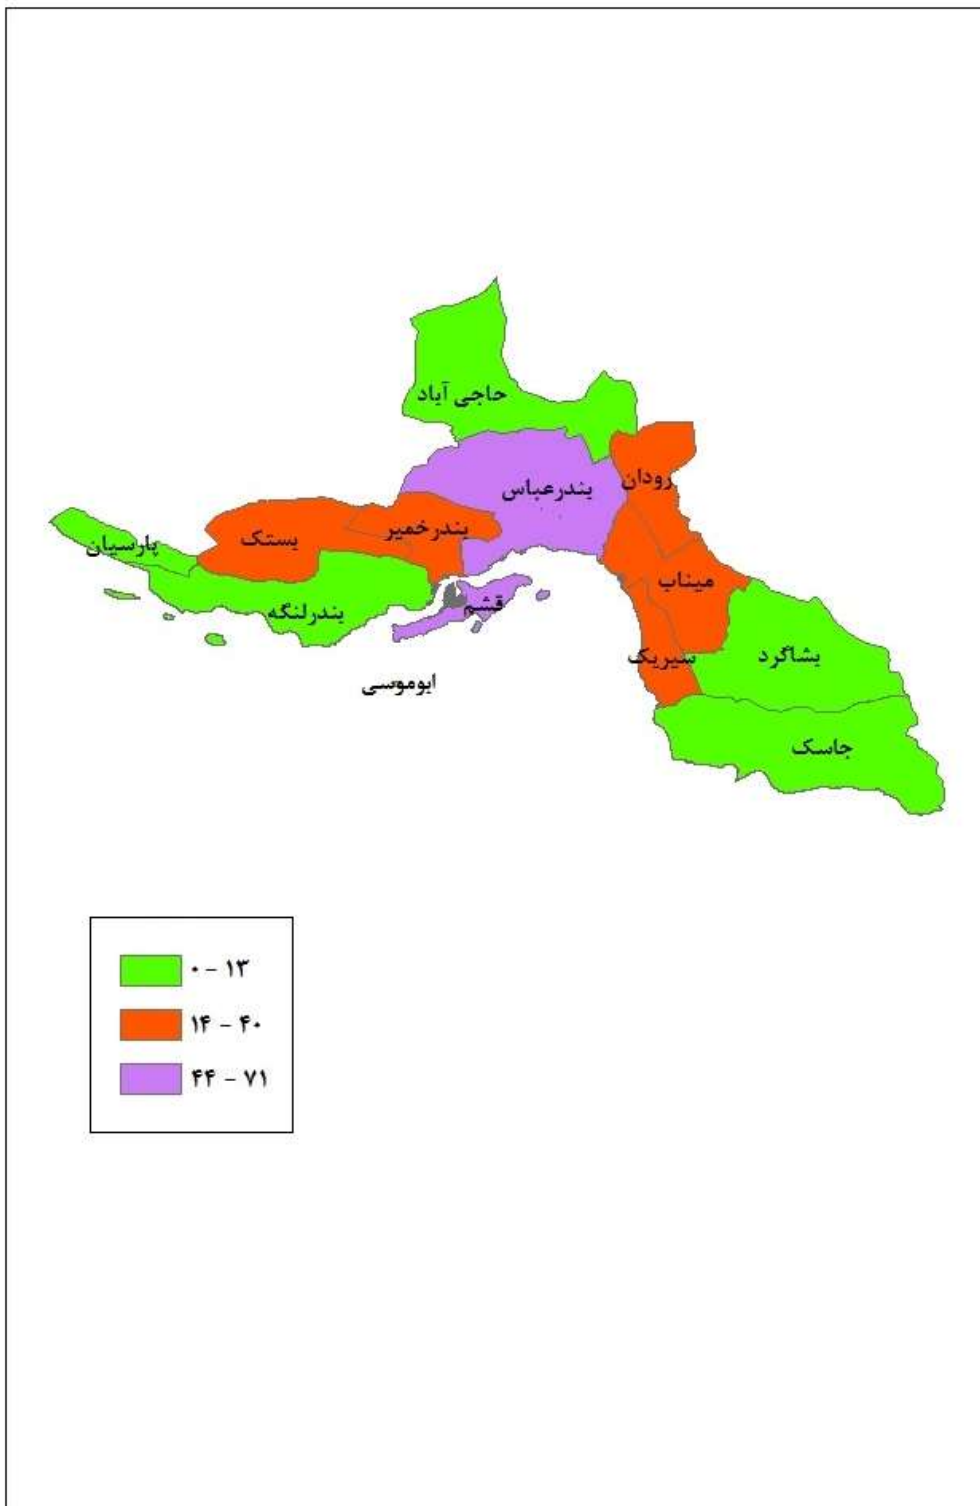 حاجی آباد
رودان
بندرعباس
بندرخمیر
بستک
پارسیان
میناب
قشم
بندرلنگه
سیریک
بشاگرد
ابوموسی
جاسک
۰ - ۱۳
۱۴ - ۴۰
۴۴ - ۷۱